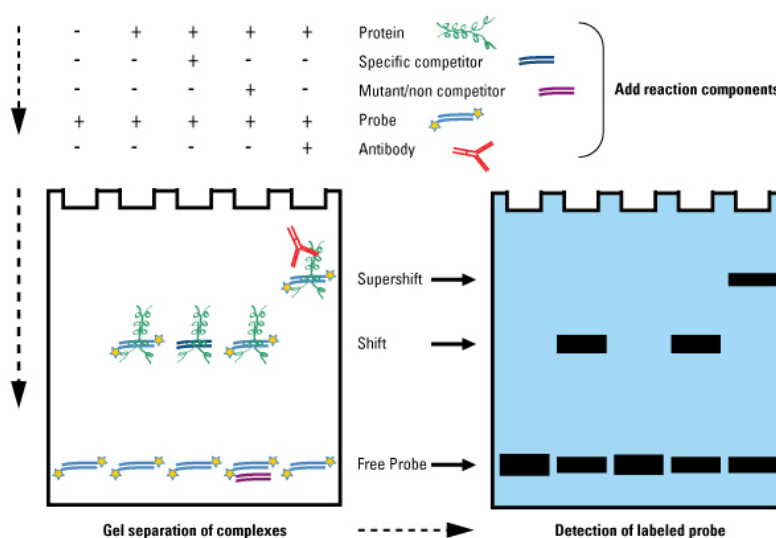 - + + + + Protein
- - + - - Specific competitor
- - - + - Mutant/non competitor
+ + + + + Probe
- - - - + Antibody
Add reaction components
Supershift
Shift
Free Probe
Gel separation of complexes
Detection of labeled probe